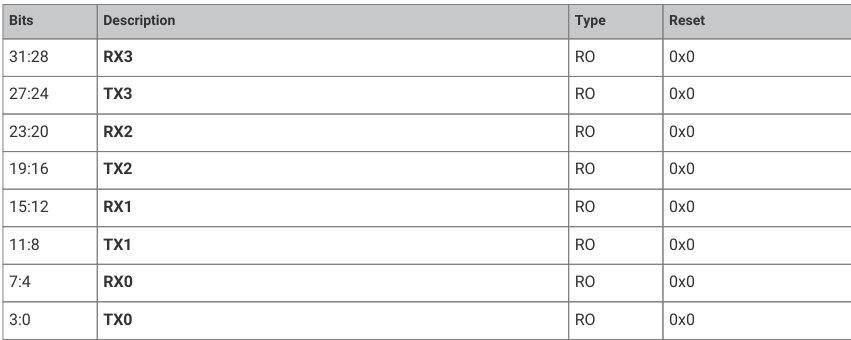 Bits Description Type Reset
31:28 RX3 RO 0x0
27:24 TX3 RO 0x0
23:20 RX2 RO 0x0
19:16 TX2 RO 0x0
15:12 RX1 RO 0x0
11:8 TX1 RO 0x0
7:4 RX0 RO 0x0
3:0 TX0 RO 0x0